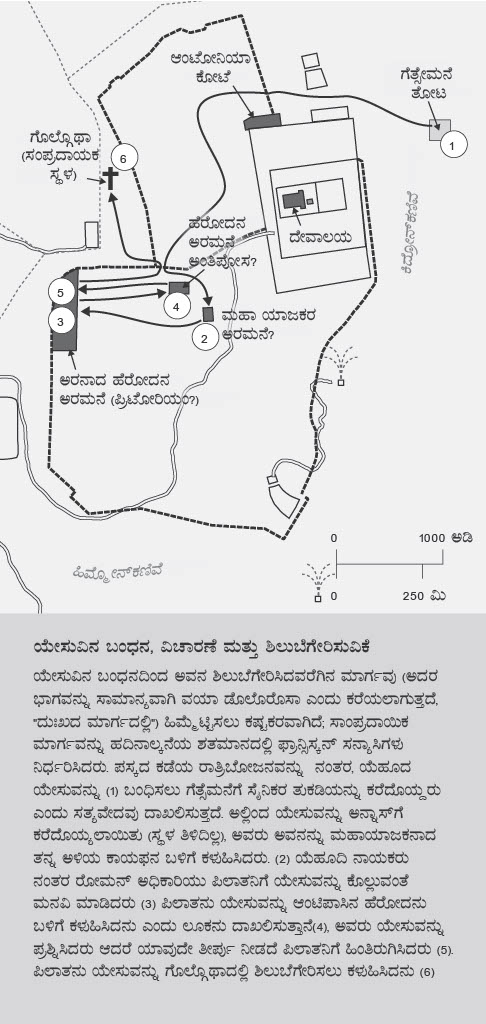 ಆಂಟೋನಿಯಾ
ಕೋಟೆ
ಗೆತ್ಸೇಮನೆ
ತೋಟ
1
ಗೊಲ್ಗೊಥಾ
(ಸಂಪ್ರದಾಯಕ
ಸ್ಥಳ)
6
ಕಿದ್ರೋನ್‌ಕಣಿವೆ
ದೇವಾಲಯ
ಹೆರೋದನ
ಅರಮನೆ
ಅಂತಿಪೋಸ?
5
4
3
2
ಮಹಾ ಯಾಜಕರ
ಅರಮನೆ?
ಅರನಾದ ಹೆರೋದನ
ಅರಮನೆ (ಪ್ರಿಟೋರಿಯಂ?)
0 1000 ಅಡಿ
0 250 ಮಿ
ಹಿಮ್ಮೋನ್‌ಕಣಿವೆ
ಯೇಸುವಿನ ಬಂಧನ, ವಿಚಾರಣೆ ಮತ್ತು ಶಿಲುಬೆಗೇರಿಸುವಿಕೆ
ಯೇಸುವಿನ ಬಂಧನದಿಂದ ಅವನ ಶಿಲುಬೆಗೇರಿಸಿದವರೆಗಿನ ಮಾರ್ಗವು (ಅದರ
ಭಾಗವನ್ನು ಸಾಮಾನ್ಯವಾಗಿ ವಯಾ ಡೊಲೊರೊಸಾ ಎಂದು ಕರೆಯಲಾಗುತ್ತದೆ,
"ದುಃಖದ ಮಾರ್ಗದಲ್ಲಿ") ಹಿಮ್ಮೆಟ್ಟಿಸಲು ಕಷ್ಟಕರವಾಗಿದೆ; ಸಾಂಪ್ರದಾಯಿಕ
ಮಾರ್ಗವನ್ನು ಹದಿನಾಲ್ಕನೆಯ ಶತಮಾನದಲ್ಲಿ ಫ್ರಾನ್ಸಿಸ್ಕನ್ ಸನ್ಯಾಸಿಗಳು
ನಿರ್ಧರಿಸಿದರು. ಪಸ್ಕದ ಕಡೆಯ ರಾತ್ರಿಬೋಜನವನ್ನು ನಂತರ, ಯೆಹೂದ
ಯೇಸುವನ್ನು (1) ಬಂಧಿಸಲು ಗೆತ್ಸೆಮನೆಗೆ ಸೈನಿಕರ ತುಕಡಿಯನ್ನು ಕರೆದೊಯ್ದರು
ಎಂದು ಸತ್ಯವೇದವು ದಾಖಲಿಸುತ್ತದೆ. ಅಲ್ಲಿಂದ ಯೇಸುವನ್ನು ಅನ್ನಾಸ್‌ಗೆ
ಕರೆದೊಯ್ಯಲಾಯಿತು (ಸ್ಥಳ ತಿಳಿದಿಲ್ಲ), ಅವರು ಅವನನ್ನು ಮಹಾಯಾಜಕನಾದ
ತನ್ನ ಅಳಿಯ ಕಾಯಫನ ಬಳಿಗೆ ಕಳುಹಿಸಿದರು. (2) ಯೆಹೂದಿ ನಾಯಕರು
ನಂತರ ರೋಮನ್ ಅಧಿಕಾರಿಯು ಪಿಲಾತನಿಗೆ ಯೇಸುವನ್ನು ಕೊಲ್ಲುವಂತೆ
ಮನವಿ ಮಾಡಿದರು (3) ಪಿಲಾತನು ಯೇಸುವನ್ನು ಆಂಟಿಪಾಸಿನ ಹೆರೋದನು
ಬಳಿಗೆ ಕಳುಹಿಸಿದನು ಎಂದು ಲೂಕನು ದಾಖಲಿಸುತ್ತಾನೆ(4), ಅವರು ಯೇಸುವನ್ನು
ಪ್ರಶ್ನಿಸಿದರು ಆದರೆ ಯಾವುದೇ ತೀರ್ಪು ನೀಡದೆ ಪಿಲಾತನಿಗೆ ಹಿಂತಿರುಗಿಸಿದರು (5).
ಪಿಲಾತನು ಯೇಸುವನ್ನು ಗೊಲ್ಗೊಥಾದಲ್ಲಿ ಶಿಲುಬೆಗೇರಿಸಲು ಕಳುಹಿಸಿದನು (6)